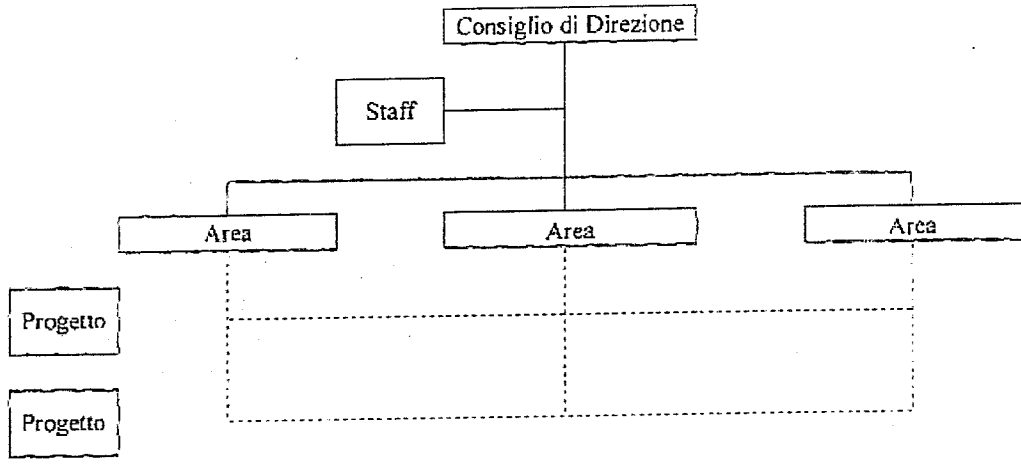 Consiglio di Direzione
Staff
Area
Area
Area
Progetto
Progetto